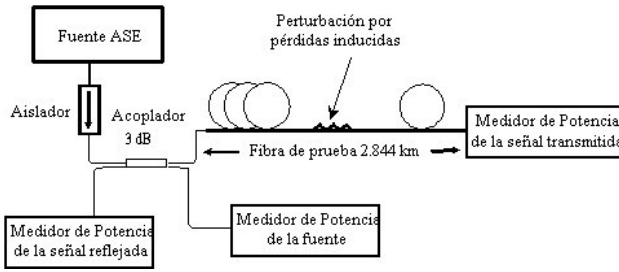 Perturbación por
pérdidas inducidas
Fuente ASE
Aislador
Acoplador
3 dB
Fibra de prueba 2.844 km
Medidor de Potencia
de la señal transmitida
Medidor de Potencia
de la señal reflejada
Medidor de Potencia
de la fuente